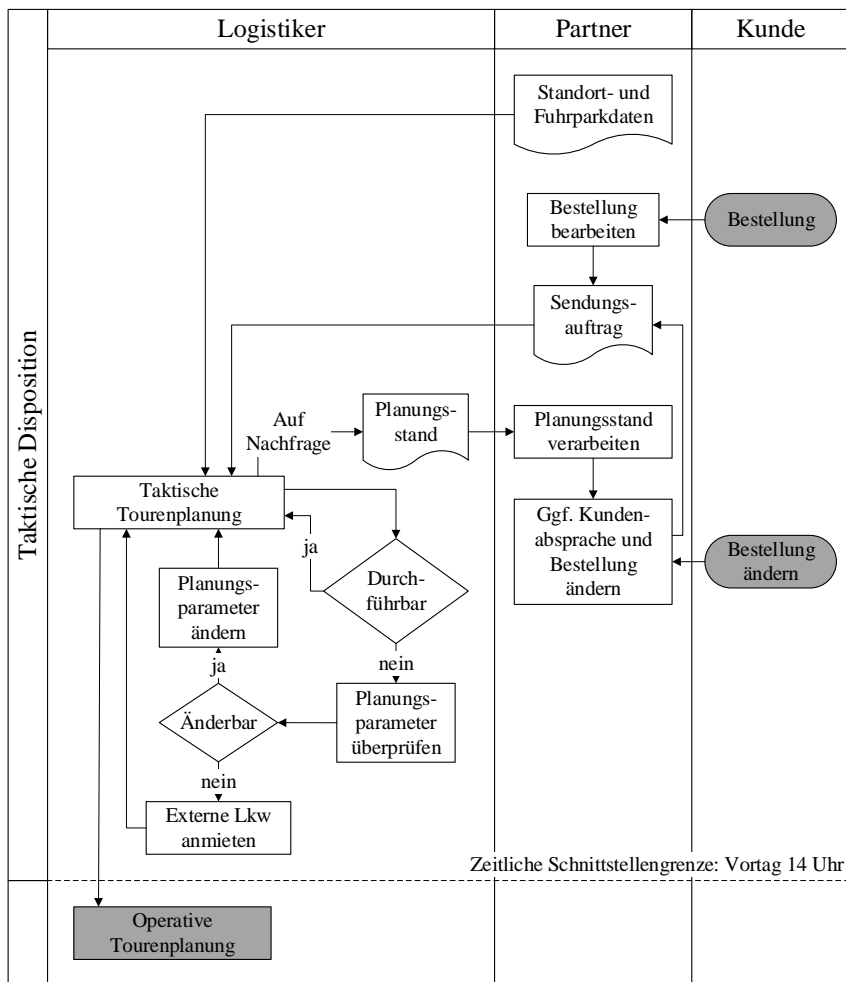 Logistiker
Partner
Kunde
Taktische Disposition
Standort- und
Fuhrparkdaten
Bestellung
bearbeiten
Bestellung
Sendungs-
auftrag
Auf
Nachfrage
Planungs-
stand
Planungsstand
verarbeiten
Taktische
Tourenplanung
Ggf. Kunden-
absprache und
Bestellung
ändern
Bestellung
ändern
ja
Durch-
führbar
Planungs-
parameter
ändern
nein
ja
Planungs-
parameter
überprüfen
Änderbar
nein
Externe Lkw
anmieten
Zeitliche Schnittstellengrenze: Vortag 14 Uhr
Operative
Tourenplanung